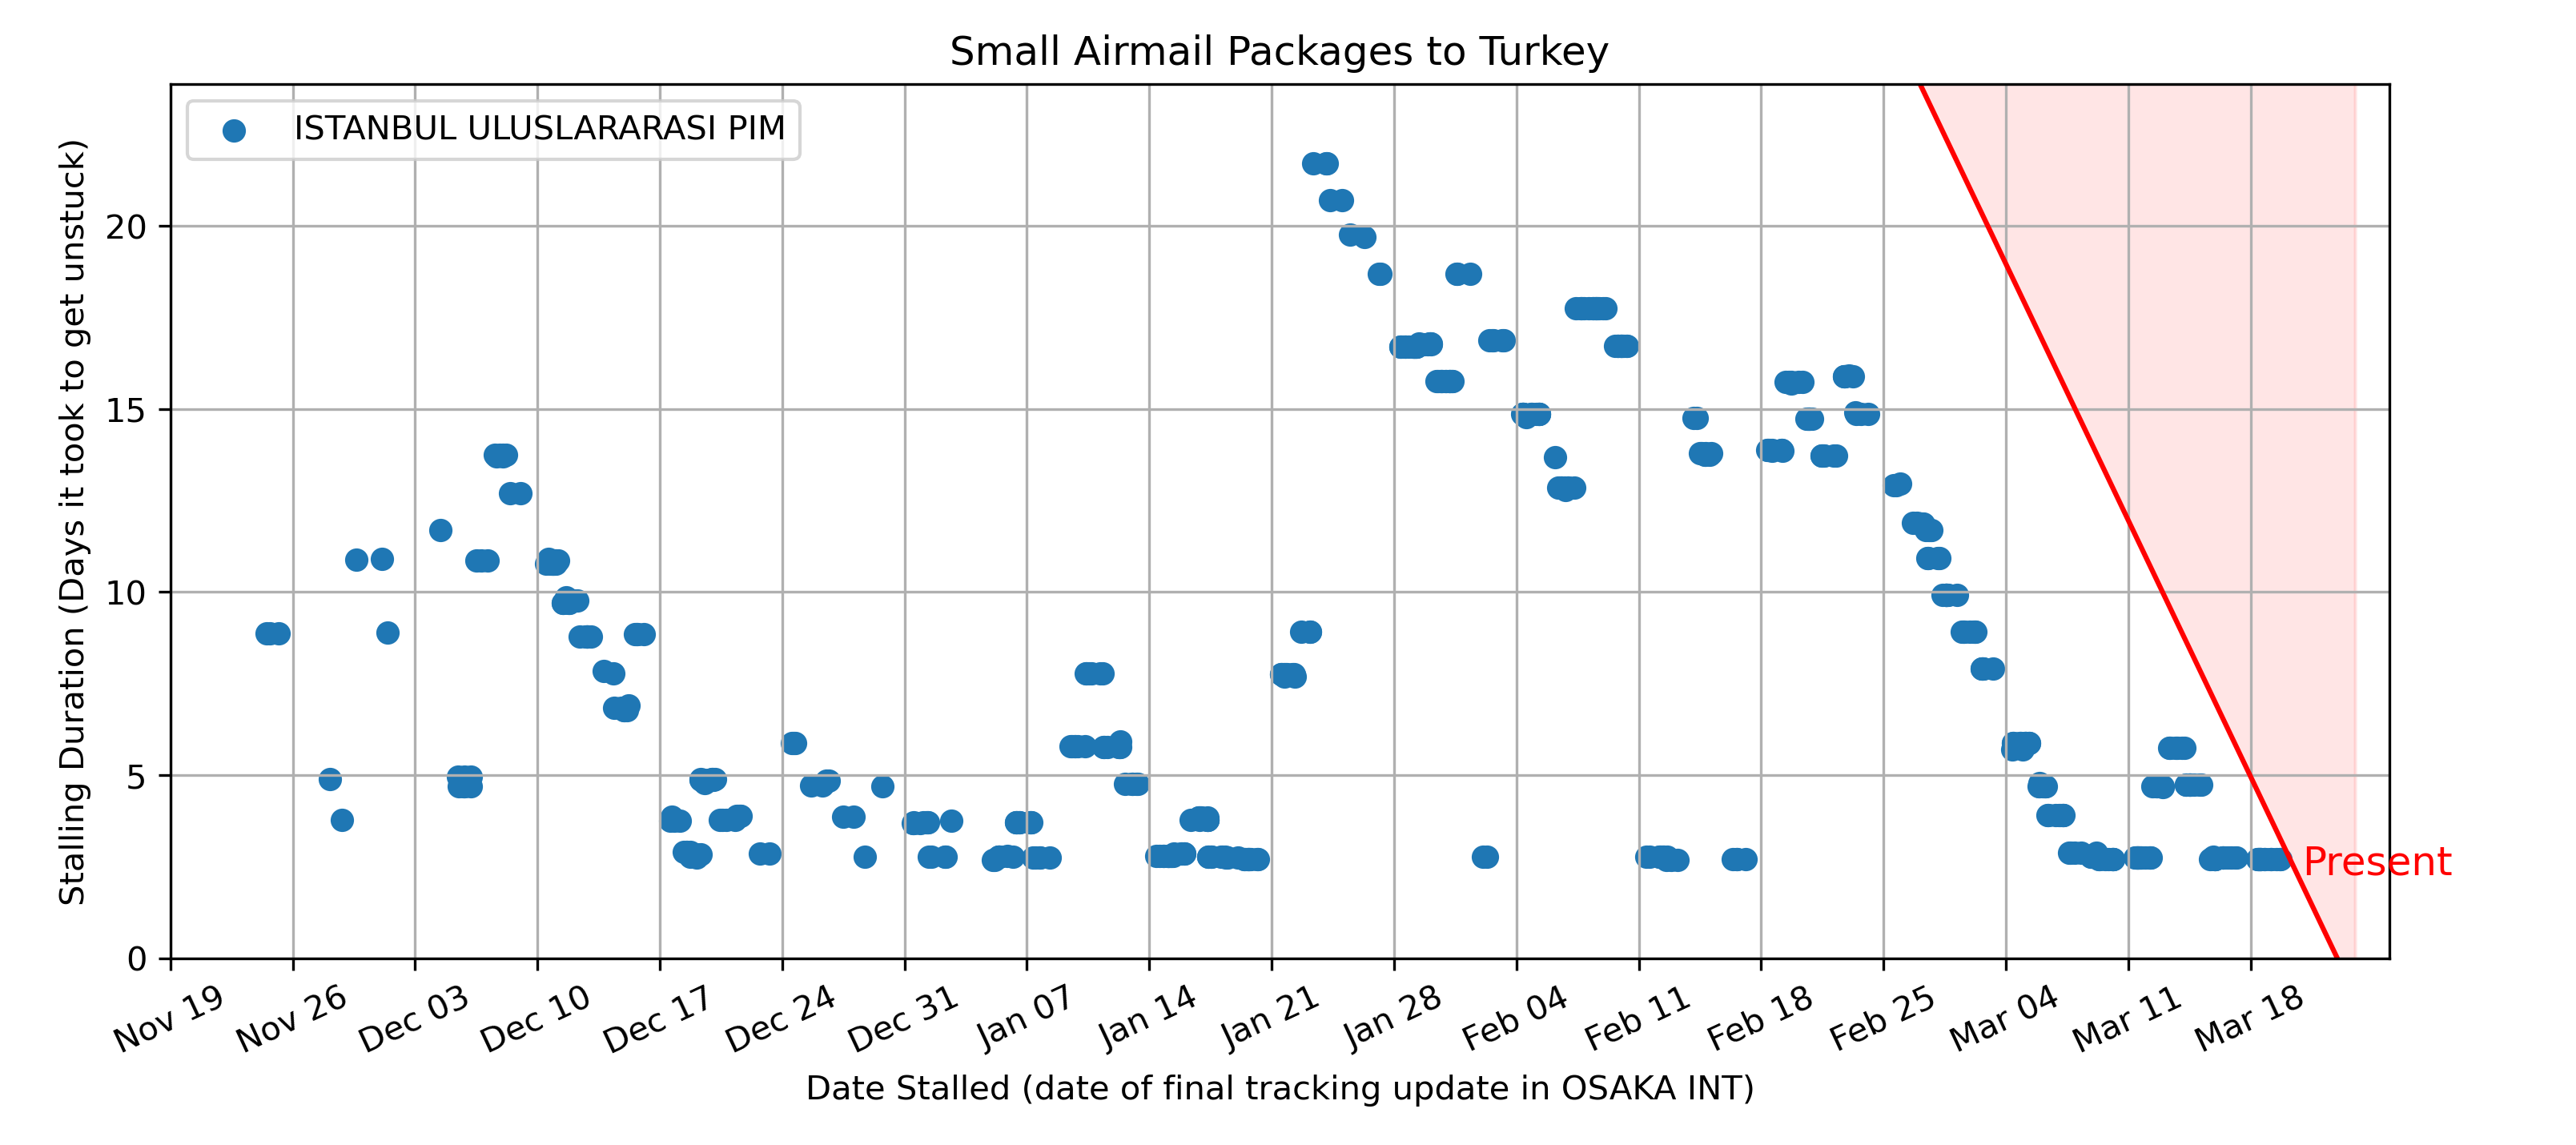 Small Airmail Packages to Turkey
ISTANBUL ULUSLARARASI PIM
Stalling Duration (Days it took to get unstuck)
20
15
10
5
0
Present
Nov 19
Nov 26
Dec 03
Dec 10
Dec 17
Dec 24
Dec 31
Jan 07
Jan 14
Jan 21
Jan 28
Feb 04
Feb 11
Feb 18
Feb 25
Mar 04
Mar 11
Mar 18
Date Stalled (date of final tracking update in OSAKA INT)